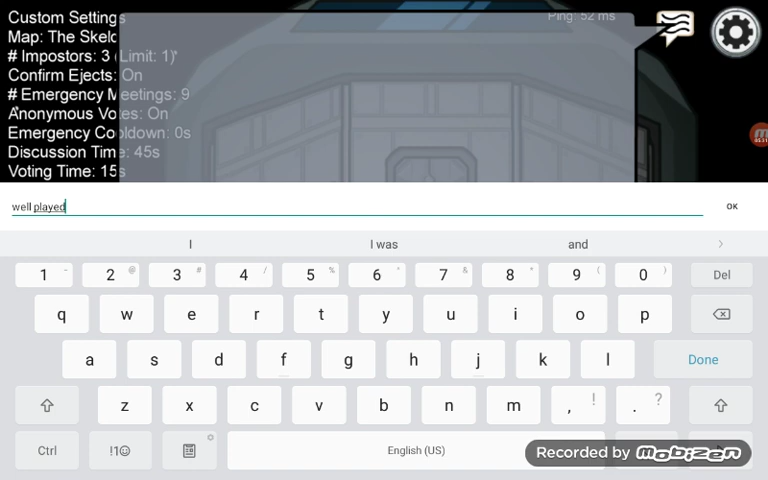 Custom Settings
Ping: 52 ms
Map: The Skeld
# Impostors: 3 (Limit: 1)*
Confirm Ejects: On
# Emergency Meetings: 9
Anonymous Votes: On
Emergency Cooldown: 0s
Discussion Time: 45s
Voting Time: 15s
well played
OK
I I was and
1 - 2 @ 3 # 4 / 5 % 6 ^ 7 & 8 * 9 ( 0 ) Del
q w e r t y u i o p
a s d f g h j k l Done
z x c v b n m , ! . ?
Ctrl !1☺ English (US)
Recorded by Mobizen